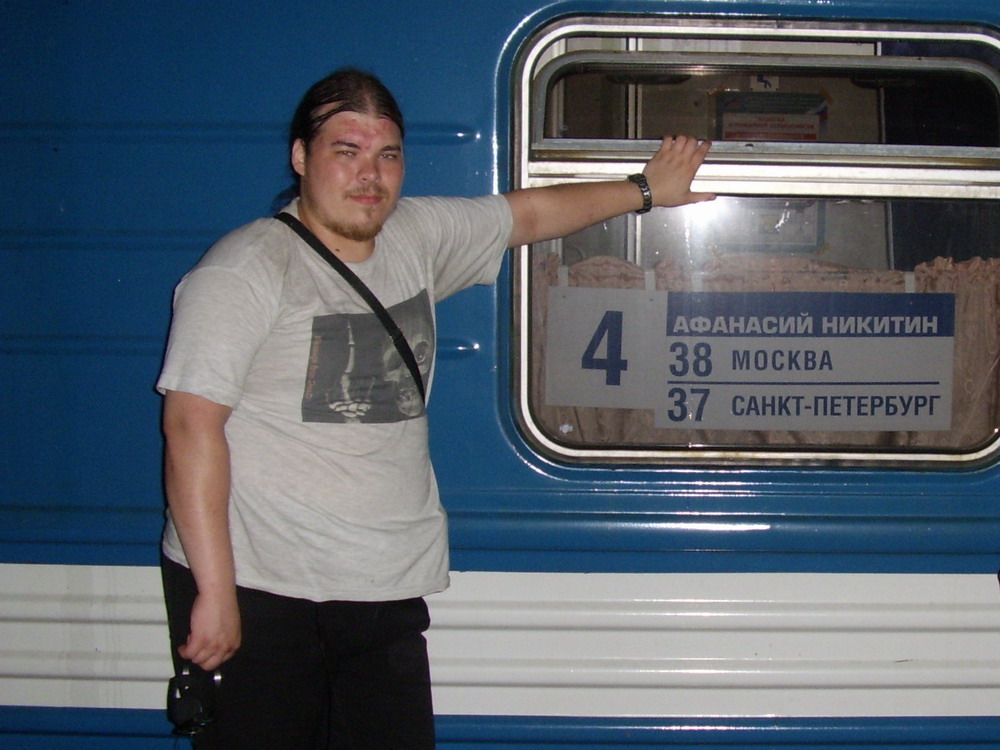 4
АФАНАСИЙ НИКИТИН
38 МОСКВА
37 САНКТ-ПЕТЕРБУРГ